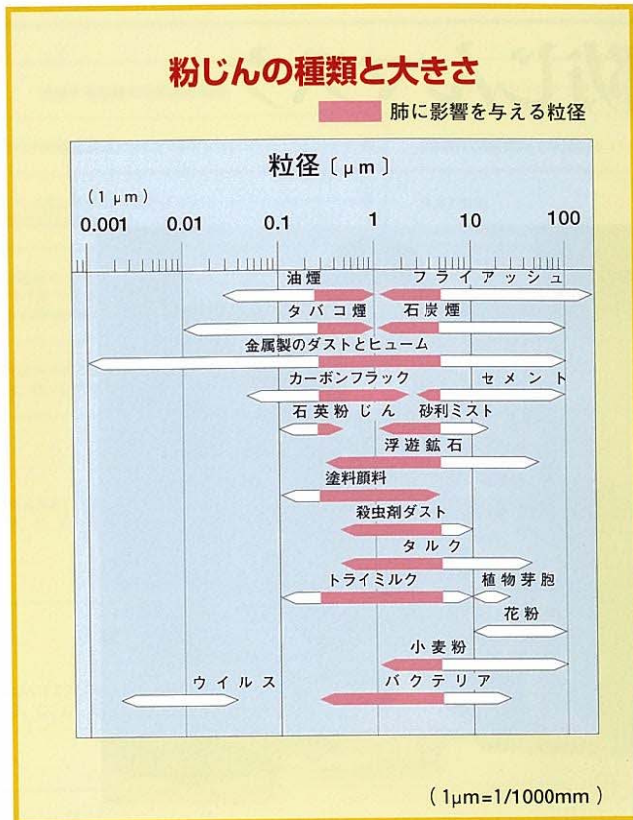 粉じんの種類と大きさ
肺に影響を与える粒径
粒径〔μm〕
(1 μm)
0.001 0.01 0.1 1 10 100
油煙 フライアッシュ
タバコ煙 石炭煙
金属製のダストとヒューム
カーボンフラック セメント
石英粉じん 砂利ミスト
浮遊鉱石
塗料顔料
殺虫剤ダスト
タルク
トライミルク 植物芽胞
花粉
小麦粉
ウイルス バクテリア
(1μm=1/1000mm)